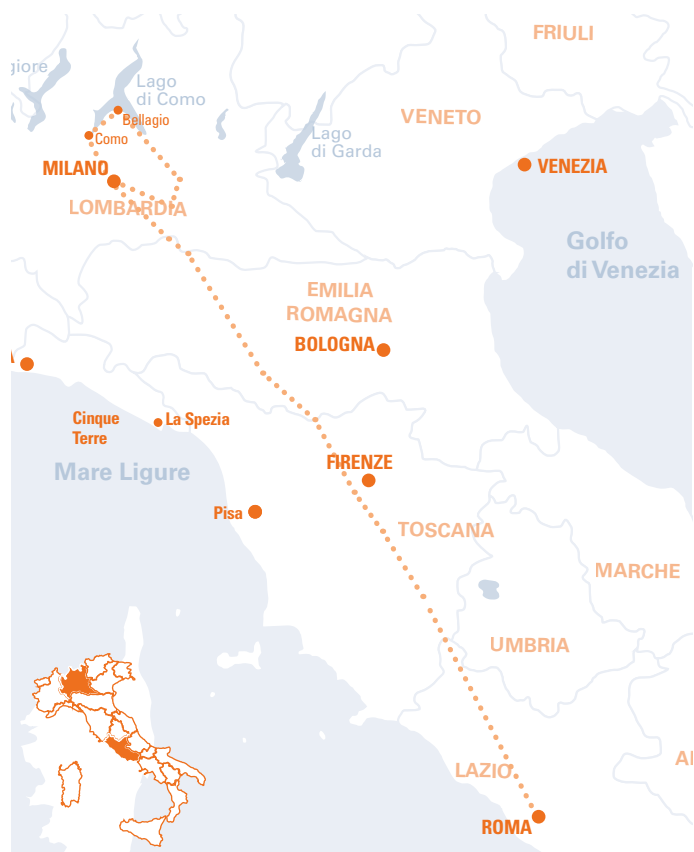 FRIULI
giore
Lago
di Como
VENETO
Bellagio
Como
Lago
di Garda
MILANO
VENEZIA
LOMBARDIA
Golfo
di Venezia
EMILIA
ROMAGNA
BOLOGNA
Cinque
Terre
La Spezia
Mare Ligure
FIRENZE
Pisa
TOSCANA
MARCHE
UMBRIA
LAZIO
ROMA